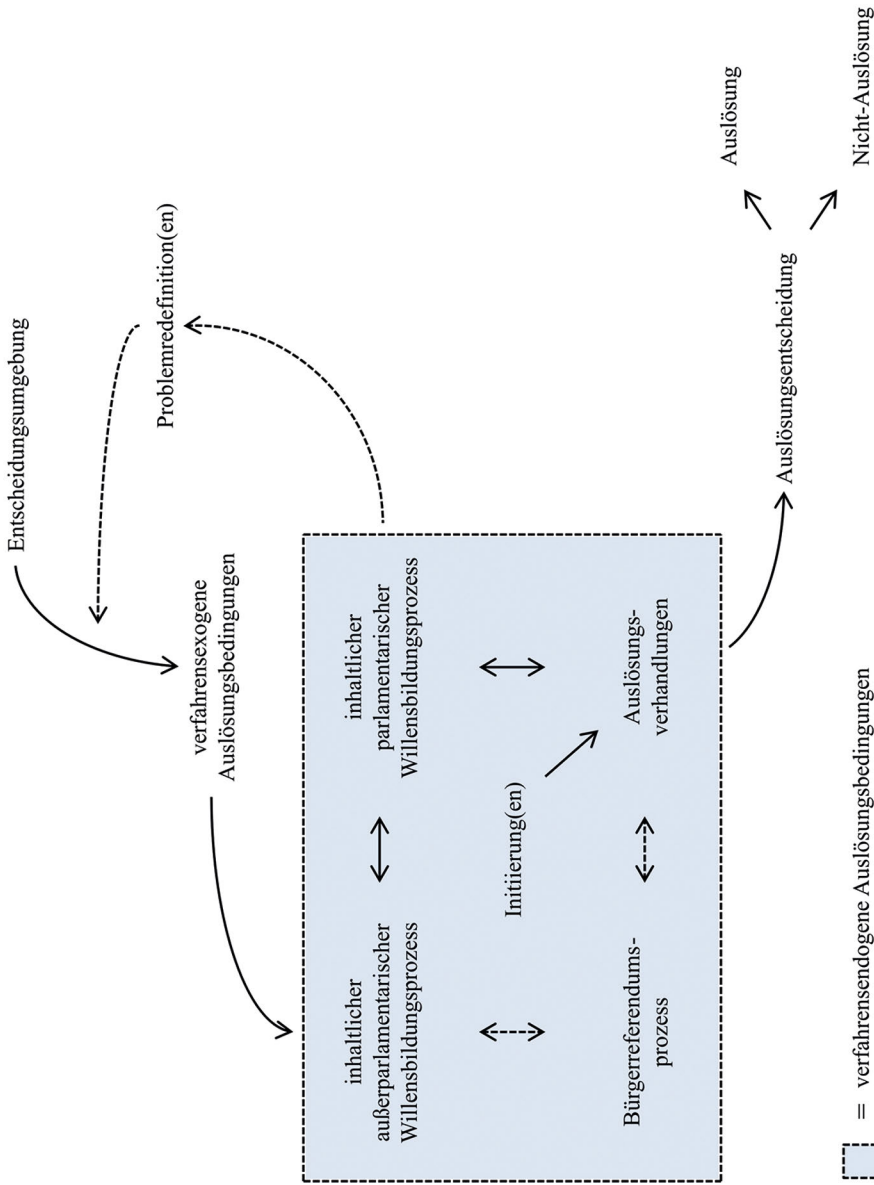 Entscheidungsumgebung
Problemredefinition(en)
verfahrensexogene
Auslösungsbedingungen
inhaltlicher
außerparlamentarischer
Willensbildungsprozess
inhaltlicher
parlamentarischer
Willensbildungsprozess
Initiierung(en)
Bürgerreferendums-
prozess
Auslösungs-
verhandlungen
Auslösungsentscheidung
Auslösung
Nicht-Auslösung
= verfahrensendogene Auslösungsbedingungen